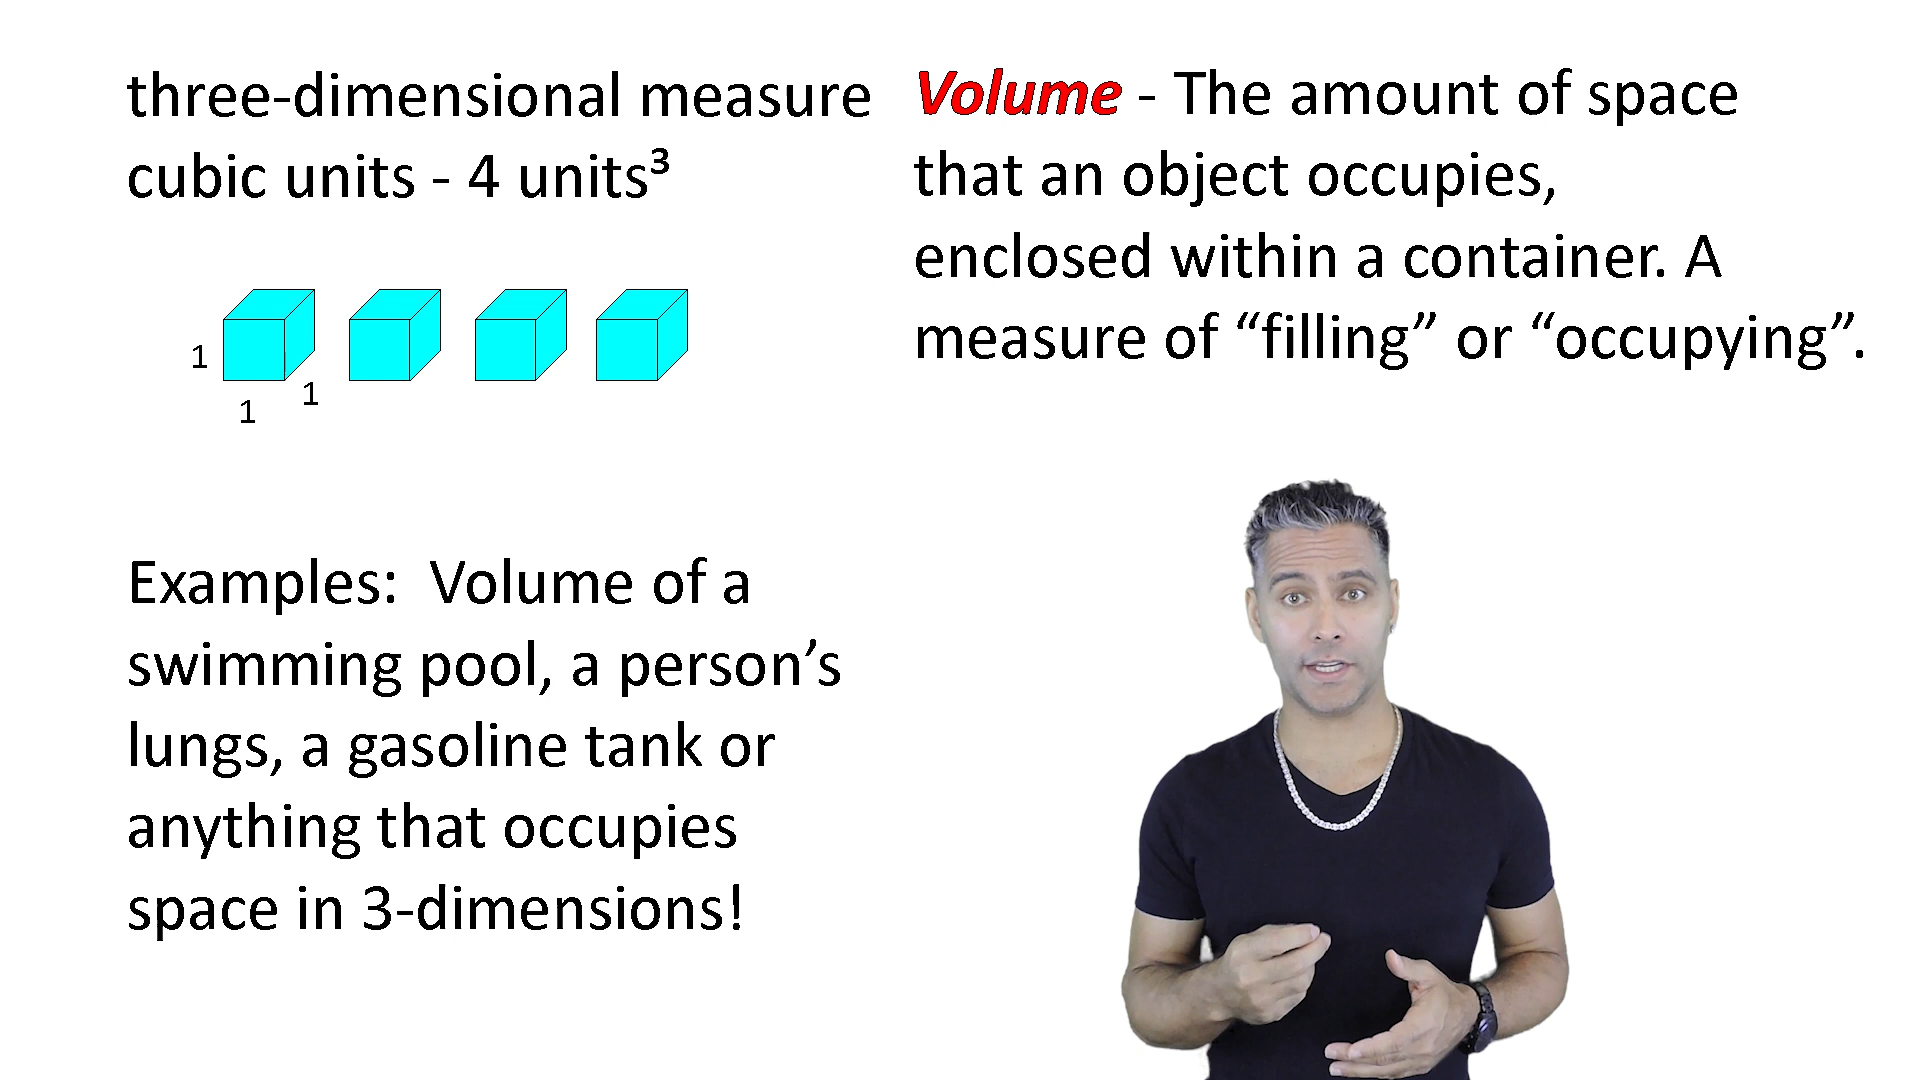 three-dimensional measure
cubic units - 4 units³
1
1
1
Examples:  Volume of a
swimming pool, a person’s
lungs, a gasoline tank or
anything that occupies
space in 3-dimensions!
Volume - The amount of space
that an object occupies,
enclosed within a container. A
measure of “filling” or “occupying”.